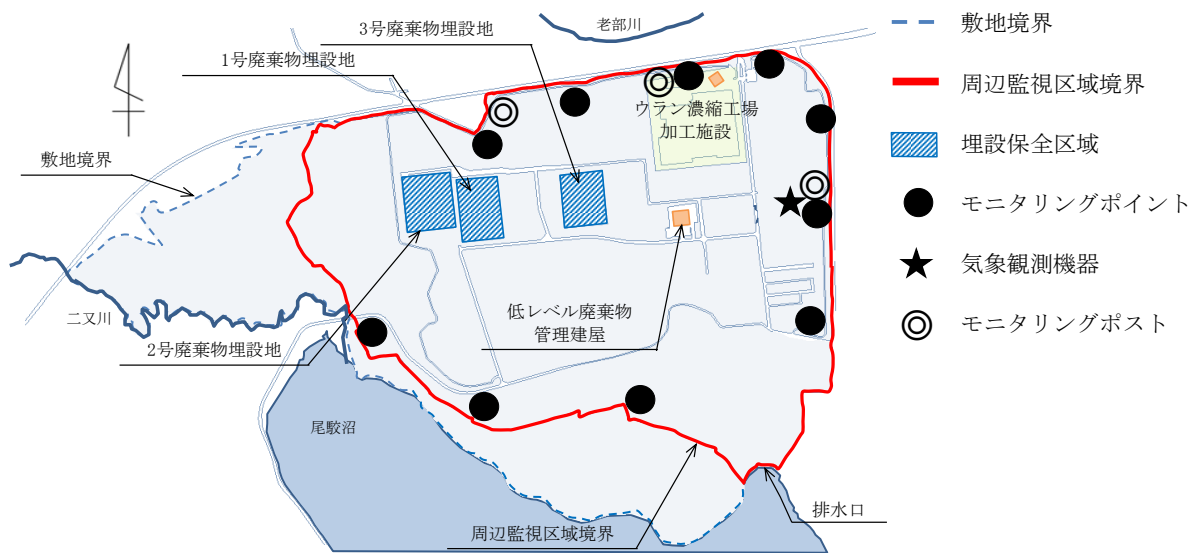 老部川
3号廃棄物埋設地
1号廃棄物埋設地
ウラン濃縮工場
加工施設
敷地境界
二又川
2号廃棄物埋設地
低レベル廃棄物
管理建屋
尾駮沼
周辺監視区域境界
排水口
敷地境界
周辺監視区域境界
埋設保全区域
モニタリングポイント
気象観測機器
モニタリングポスト